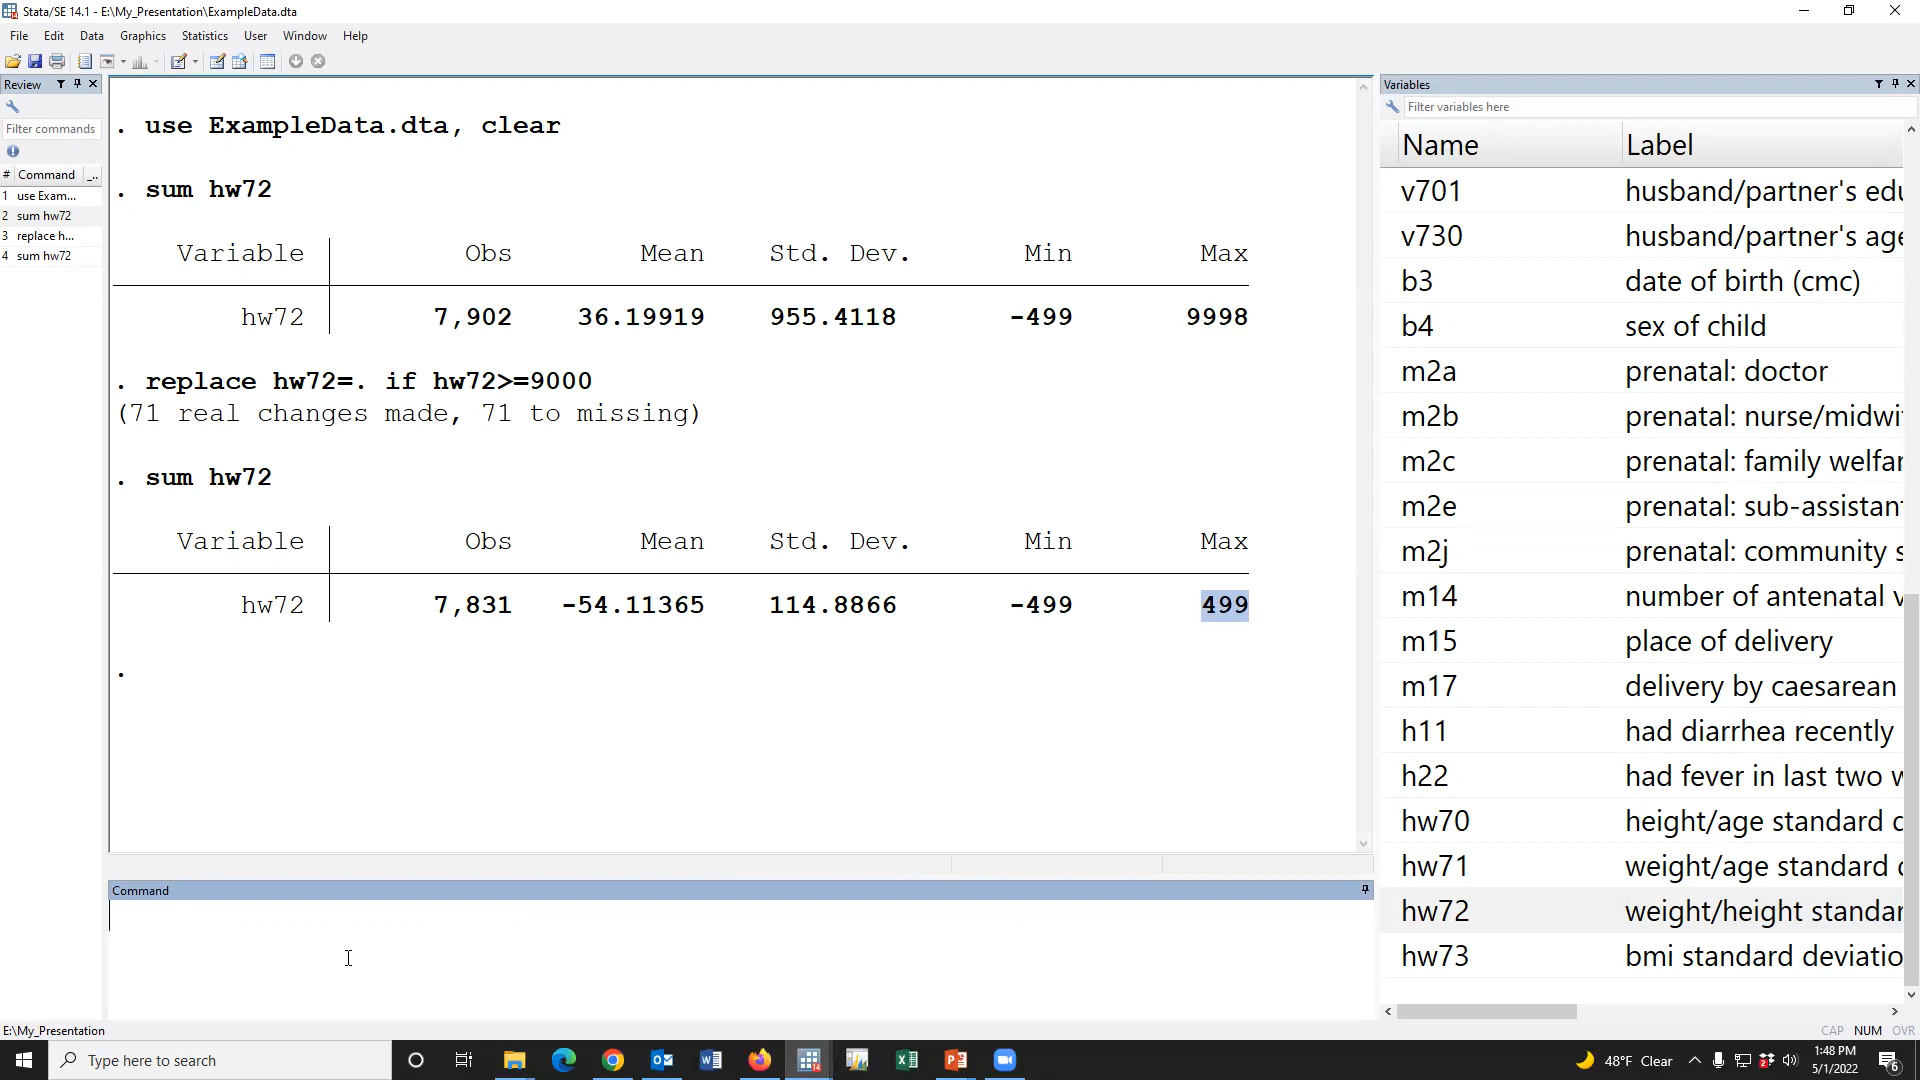 Stata/SE 14.1 - E:\My_Presentation\ExampleData.dta
File Edit Data Graphics Statistics User Window Help
Review
Filter commands
# Command _..
1 use Exam...
2 sum hw72
3 replace h...
4 sum hw72
. use ExampleData.dta, clear
. sum hw72
Variable Obs Mean Std. Dev. Min Max
hw72 7,902 36.19919 955.4118 -499 9998
. replace hw72=. if hw72>=9000
(71 real changes made, 71 to missing)
. sum hw72
Variable Obs Mean Std. Dev. Min Max
hw72 7,831 -54.11365 114.8866 -499 499
.
Command
Variables
Filter variables here
Name Label
v701 husband/partner's edu
v730 husband/partner's age
b3 date of birth (cmc)
b4 sex of child
m2a prenatal: doctor
m2b prenatal: nurse/midwi
m2c prenatal: family welfar
m2e prenatal: sub-assistan
m2j prenatal: community s
m14 number of antenatal v
m15 place of delivery
m17 delivery by caesarean
h11 had diarrhea recently
h22 had fever in last two w
hw70 height/age standard d
hw71 weight/age standard d
hw72 weight/height standar
hw73 bmi standard deviatio
E:\My_Presentation
CAP NUM OVR
Type here to search
48°F Clear
1:48 PM
5/1/2022
6